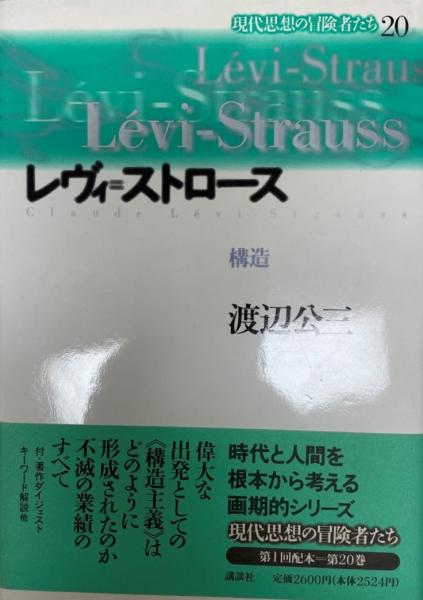 現代思想の冒険者たち 20
Lévi-Straus
Lévi-Strauss
Lévi-Strauss
レヴィ=ストロース
Claude Lévi-Strauss
構造
渡辺公三
偉大な
出発としての
《構造主義》は
どのように
形成されたのか
不滅の業績の
すべて
付・著作ダイジェスト
キーワード解説他
時代と人間を
根本から考える
画期的シリーズ
現代思想の冒険者たち
第1回配本=第20巻
講談社 定価2600円(本体2524円)